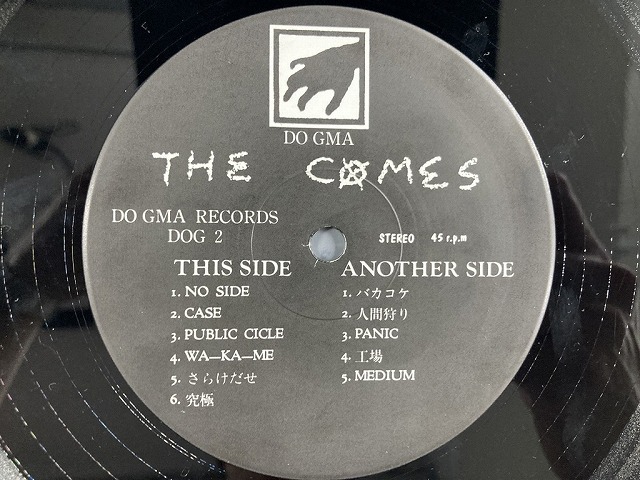 DO GMA
THE COMES
DO GMA RECORDS
DOG 2
STEREO 45 r.p.m
THIS SIDE
1. NO SIDE
2. CASE
3. PUBLIC CICLE
4. WA—KA—ME
5. さらけだせ
6. 究極
ANOTHER SIDE
1. バカコケ
2. 人間狩り
3. PANIC
4. 工場
5. MEDIUM